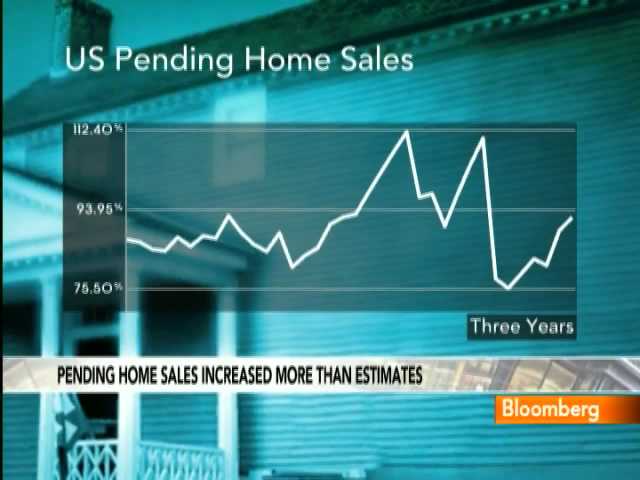 US Pending Home Sales
112.40%
93.95%
75.50%
Three Years
PENDING HOME SALES INCREASED MORE THAN ESTIMATES
Bloomberg